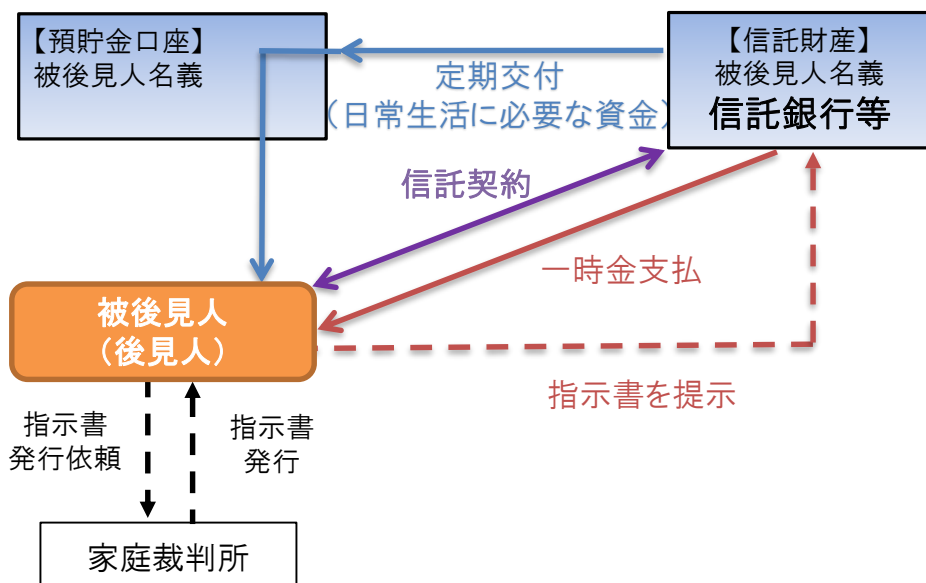 【預貯金口座】
被後見人名義
【信託財産】
被後見人名義
信託銀行等
定期交付
（日常生活に必要な資金）
信託契約
一時金支払
被後見人
（後見人）
指示書を提示
指示書
発行依頼
指示書
発行
家庭裁判所